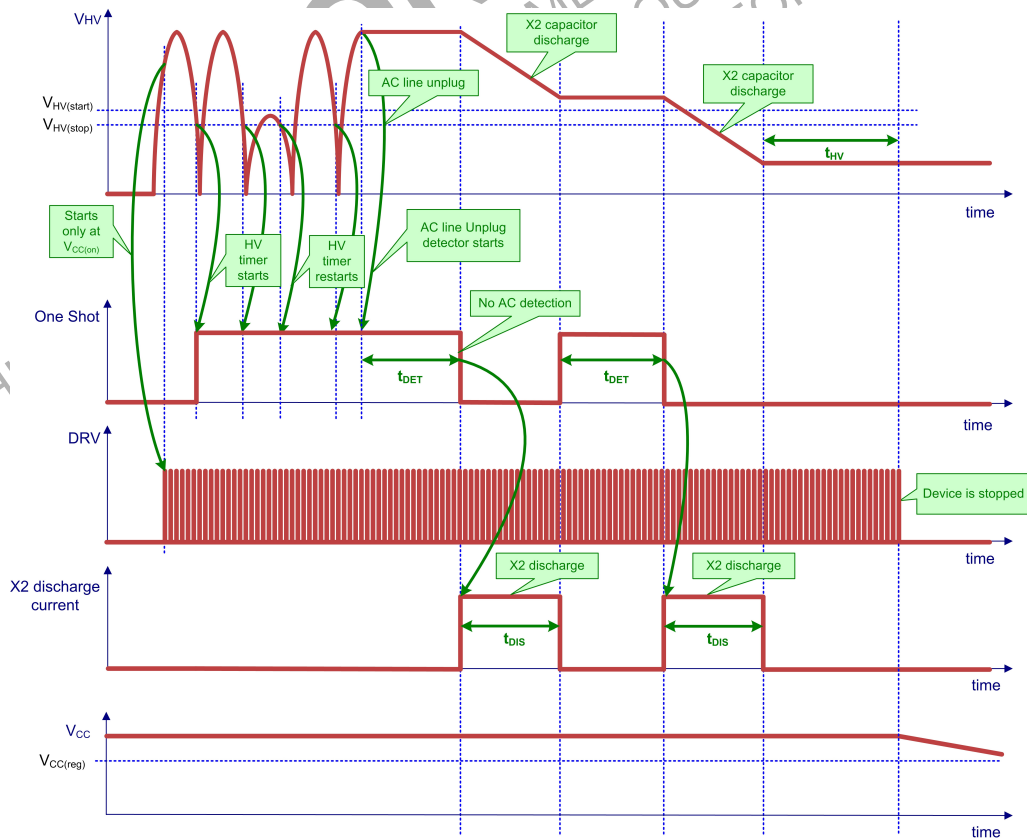 VHV
X2 capacitor
discharge
X2 capacitor
discharge
AC line unplug
VHV(start)
VHV(stop)
tHV
time
Starts
only at
VCC(on)
HV
timer
starts
HV
timer
restarts
AC line Unplug
detector starts
No AC detection
One Shot
tDET
tDET
time
DRV
Device is stopped
time
X2 discharge
X2 discharge
X2 discharge
current
tDIS
tDIS
time
VCC
VCC(reg)
time